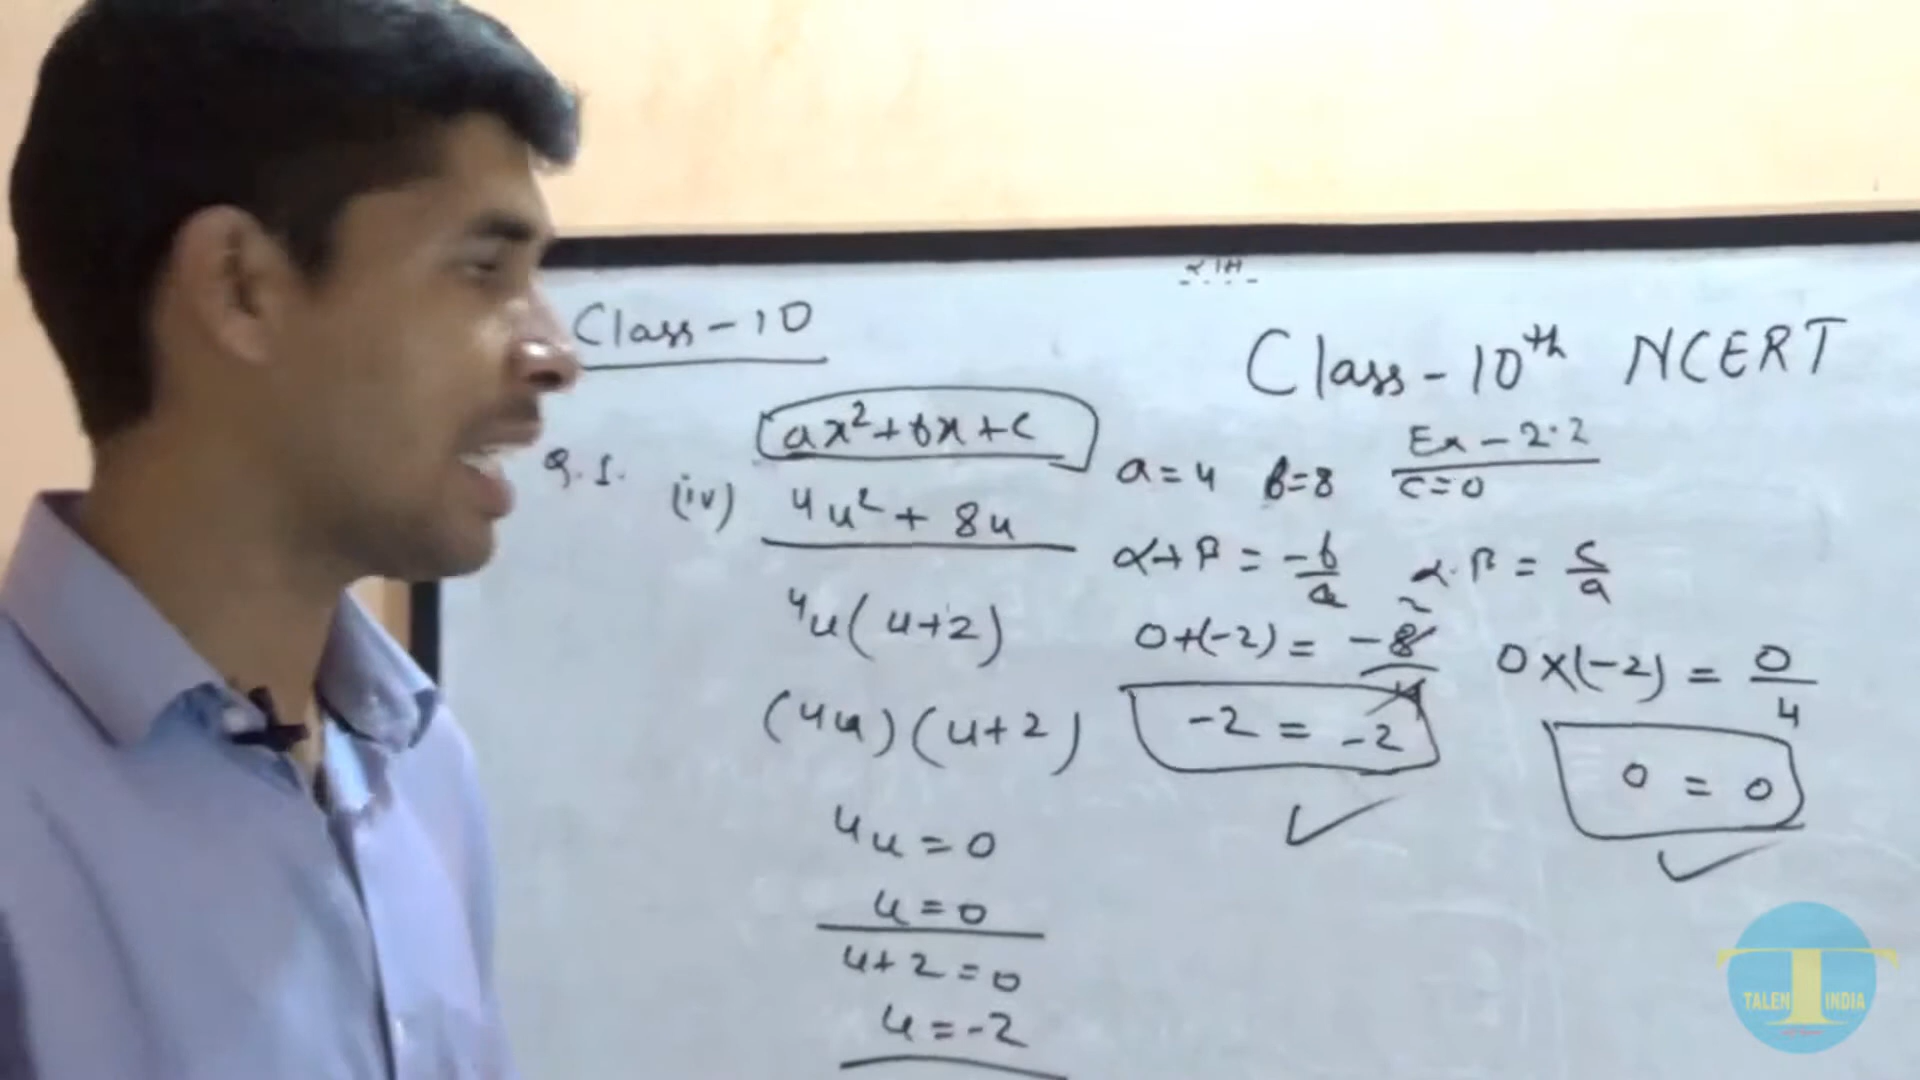 Class-10
Class-10th NCERT
Ex-2.2
Q.1. (iv) ax²+bx+c
4u² + 8u
4u(u+2)
(4u)(u+2)
4u=0
u=0
u+2=0
u=-2
a=4 b=8 c=0
α+β = -b/a
0+(-2) = -8/4
2
-2 = -2
α.β = c/a
0×(-2) = 0/4
0 = 0
TALEN T INDIA